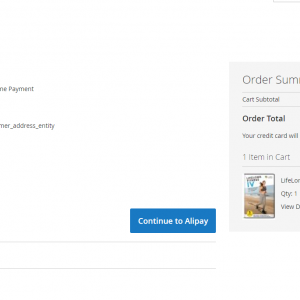 ne Payment
mer_address_entity
Continue to Alipay
Order Summ
Cart Subtotal
Order Total
Your credit card will
1 Item in Cart
LifeLon
Qty: 1
View D